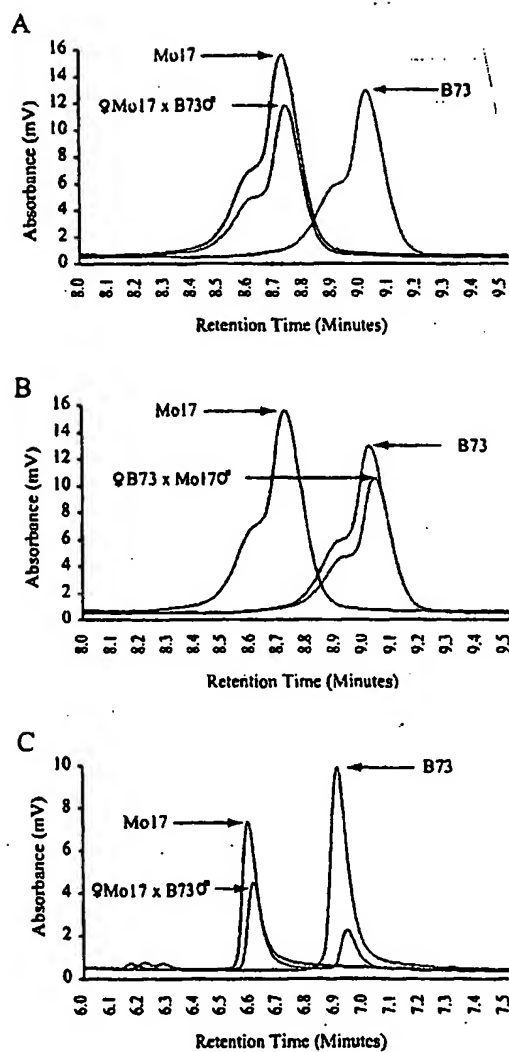 A
Absorbance (mV)
16
14
12
10
8
6
4
2
0
Mo17
♀Mo17 x B73♂
B73
8.0 8.1 8.2 8.3 8.4 8.5 8.6 8.7 8.8 8.9 9.0 9.1 9.2 9.3 9.4 9.5
Retention Time (Minutes)
B
Absorbance (mV)
16
14
12
10
8
6
4
2
0
Mo17
B73
♀B73 x Mo17♂
8.0 8.1 8.2 8.3 8.4 8.5 8.6 8.7 8.8 8.9 9.0 9.1 9.2 9.3 9.4 9.5
Retention Time (Minutes)
C
Absorbance (mV)
10
8
6
4
2
0
B73
Mo17
♀Mo17 x B73♂
6.0 6.1 6.2 6.3 6.4 6.5 6.6 6.7 6.8 6.9 7.0 7.1 7.2 7.3 7.4 7.5
Retention Time (Minutes)